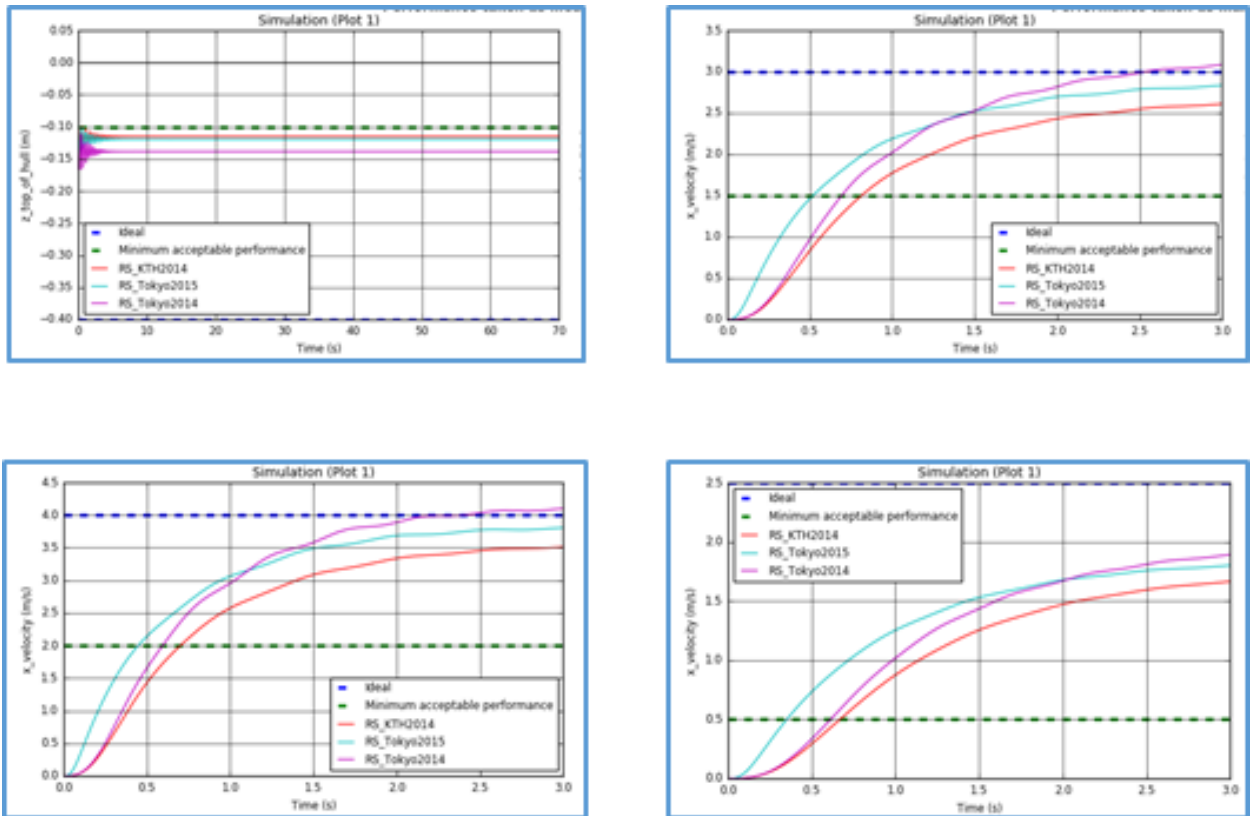 Simulation (Plot 1)
0.05
0.00
−0.05
−0.10
−0.15
−0.20
−0.25
−0.30
−0.35
−0.40
z_top_of_hull (m)
Ideal
Minimum acceptable performance
RS_KTH2014
RS_Tokyo2015
RS_Tokyo2014
0 10 20 30 40 50 60 70
Time (s)
Simulation (Plot 1)
3.5
3.0
2.5
2.0
1.5
1.0
0.5
0.0
x_velocity (m/s)
Ideal
Minimum acceptable performance
RS_KTH2014
RS_Tokyo2015
RS_Tokyo2014
0.0 0.5 1.0 1.5 2.0 2.5 3.0
Time (s)
Simulation (Plot 1)
4.5
4.0
3.5
3.0
2.5
2.0
1.5
1.0
0.5
0.0
x_velocity (m/s)
Ideal
Minimum acceptable performance
RS_KTH2014
RS_Tokyo2015
RS_Tokyo2014
0.0 0.5 1.0 1.5 2.0 2.5 3.0
Time (s)
Simulation (Plot 1)
2.5
2.0
1.5
1.0
0.5
0.0
x_velocity (m/s)
Ideal
Minimum acceptable performance
RS_KTH2014
RS_Tokyo2015
RS_Tokyo2014
0.0 0.5 1.0 1.5 2.0 2.5 3.0
Time (s)